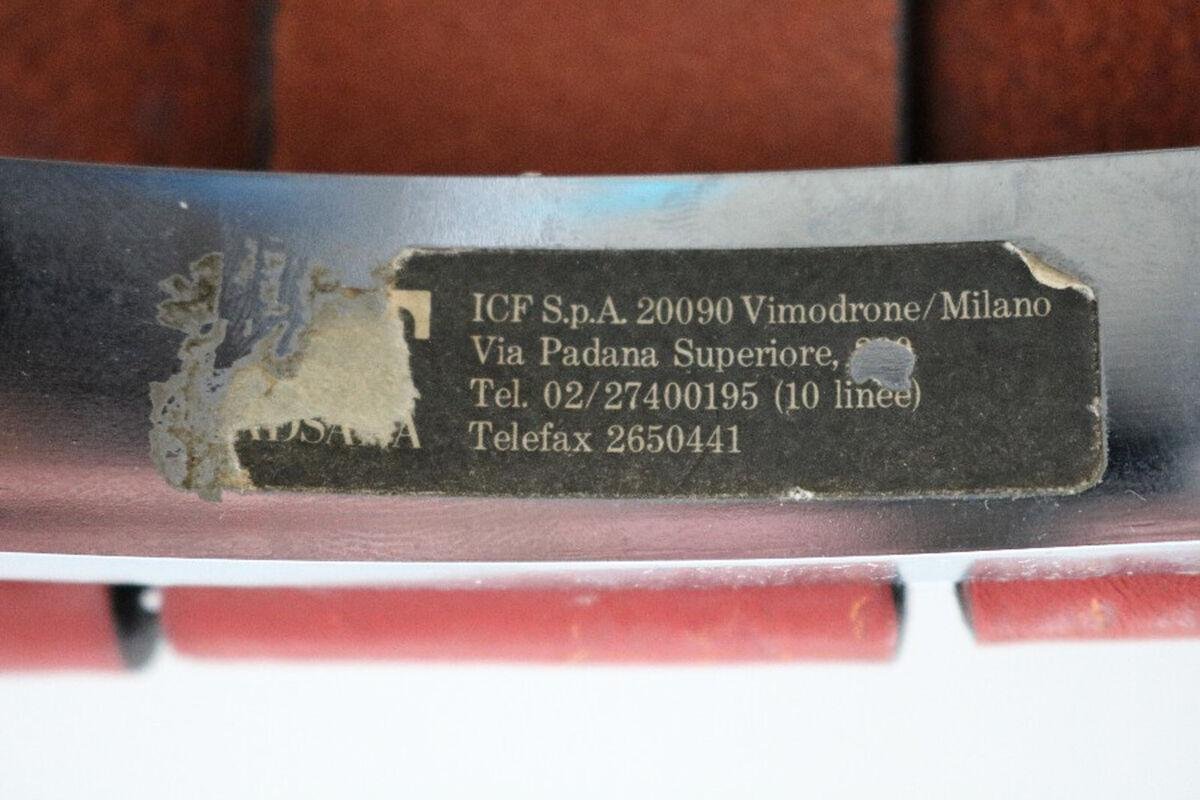 ICF S.p.A. 20090 Vimodrone/Milano
Via Padana Superiore,
Tel. 02/27400195 (10 linee)
Telefax 2650441